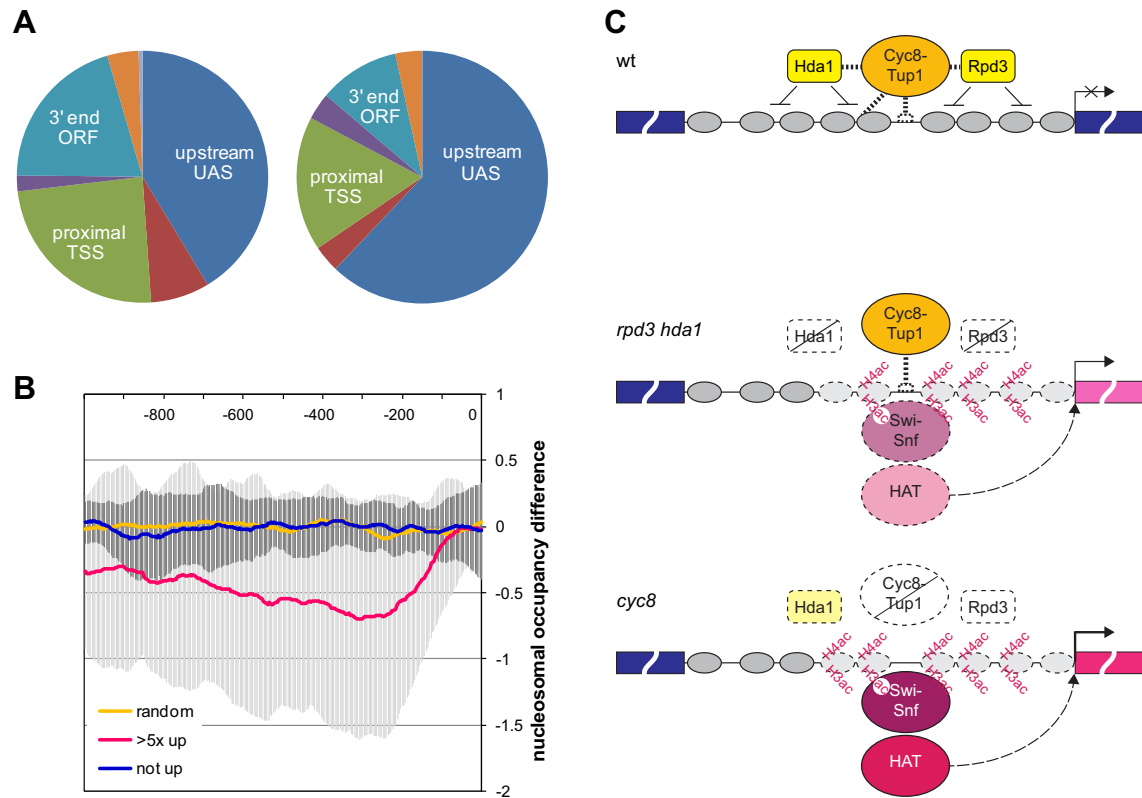 A
3' end
ORF
upstream
UAS
proximal
TSS
3' end
ORF
upstream
UAS
proximal
TSS
B
-800
-600
-400
-200
0
1
0.5
0
-0.5
-1
-1.5
-2
nucleosomal occupancy difference
random
>5x up
not up
C
wt
Hda1
Cyc8-
Tup1
Rpd3
rpd3 hda1
Hda1
Cyc8-
Tup1
Rpd3
H4ac
H4ac
H4ac
H4ac
H3ac
H3ac
H3ac
H3ac
Swi-
Snf
HAT
cyc8
Hda1
Cyc8-
Tup1
Rpd3
H4ac
H4ac
H4ac
H4ac
H4ac
H3ac
H3ac
H3ac
H3ac
H3ac
Swi-
Snf
HAT